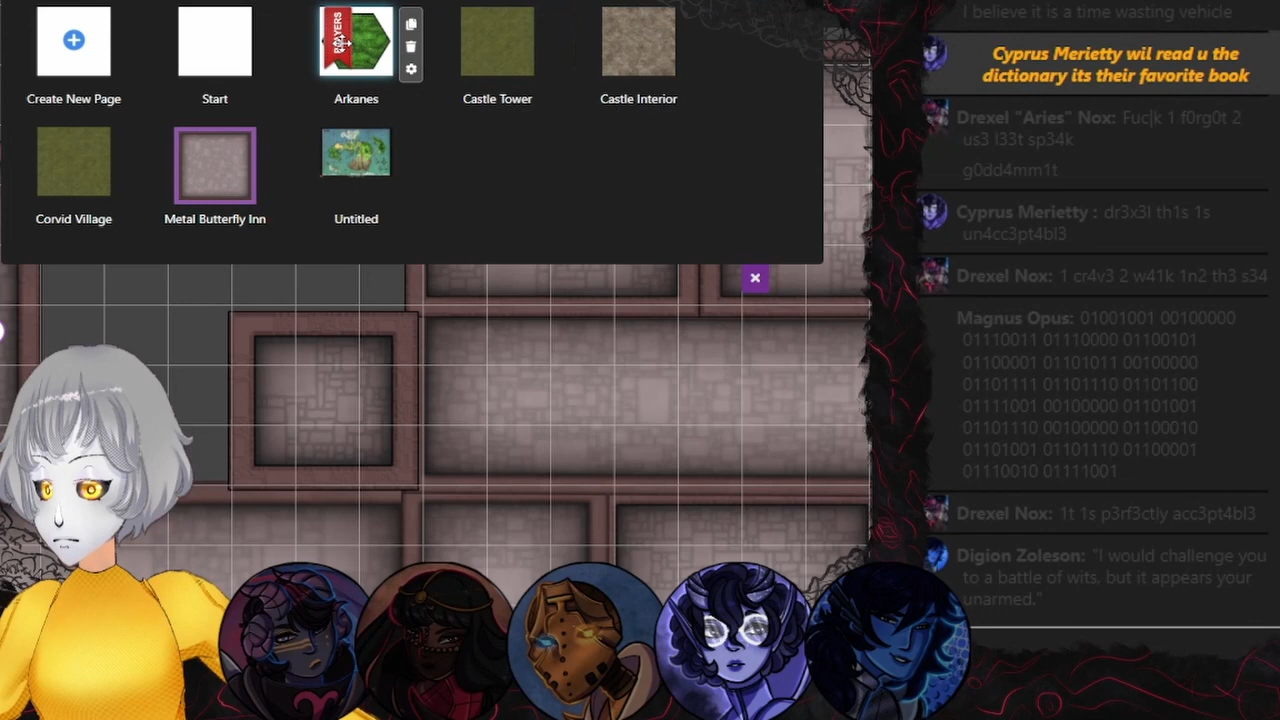 PLAYERS
Create New Page
Start
Arkanes
Castle Tower
Castle Interior
Corvid Village
Metal Butterfly Inn
Untitled
I believe it is a time wasting vehicle
Cyprus Merietty wil read u the
dictionary its their favorite book
Drexel "Aries" Nox: Fuc|k 1 f0rg0t 2
us3 l33t sp34k
g0dd4mm1t
Cyprus Merietty : dr3x3l th1s 1s
un4cc3pt4bl3
Drexel Nox: 1 cr4v3 2 w41k 1n2 th3 s34
Magnus Opus: 01001001 00100000
01110011 01110000 01100101
01100001 01101011 00100000
01101111 01101110 01101100
01111001 00100000 01101001
01101110 00100000 01100010
01101001 01101110 01100001
01110010 01111001
Drexel Nox: 1t 1s p3rf3ctly acc3pt4bl3
Digion Zoleson: "I would challenge you
to a battle of wits, but it appears your
unarmed."